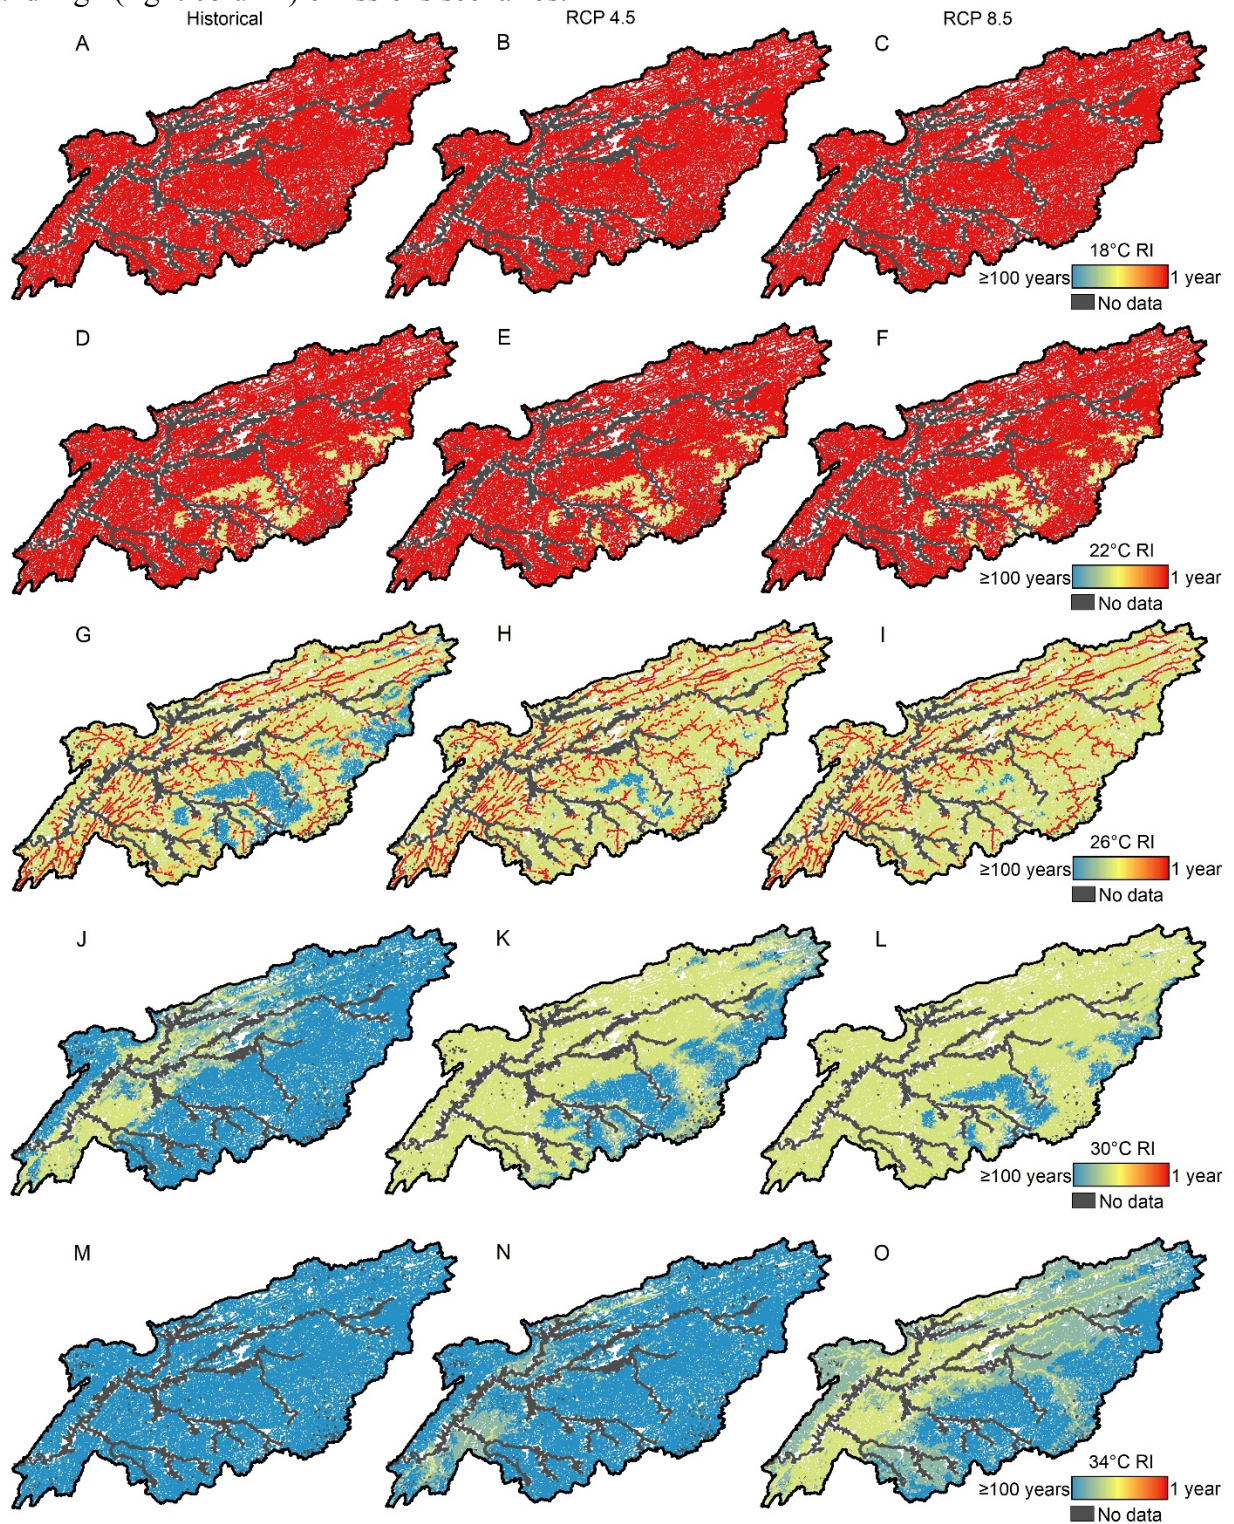 emissions scenarios.
Historical RCP 4.5 RCP 8.5
A B C
18°C RI
≥100 years 1 year
No data
D E F
22°C RI
≥100 years 1 year
No data
G H I
26°C RI
≥100 years 1 year
No data
J K L
30°C RI
≥100 years 1 year
No data
M N O
34°C RI
≥100 years 1 year
No data